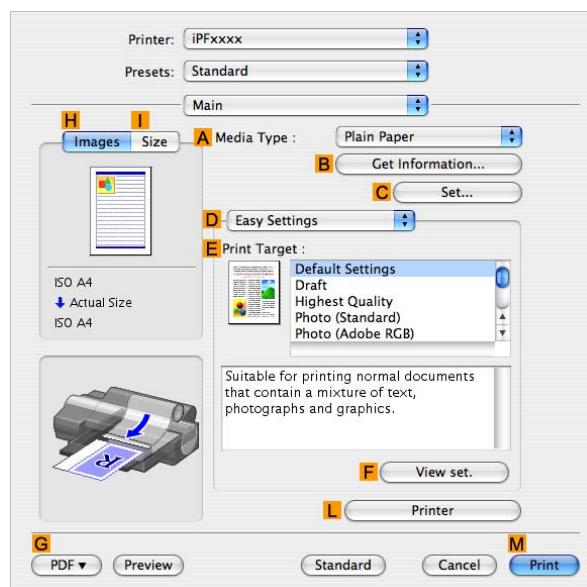 Printer: iPFxxxx
Presets: Standard
Main
H I
Images Size
A Media Type : Plain Paper
B Get Information...
C Set...
D Easy Settings
E Print Target :
Default Settings
Draft
Highest Quality
Photo (Standard)
Photo (Adobe RGB)
ISO A4
Actual Size
ISO A4
Suitable for printing normal documents
that contain a mixture of text,
photographs and graphics.
R
F View set.
L Printer
G M
PDF▼ Preview Standard Cancel Print